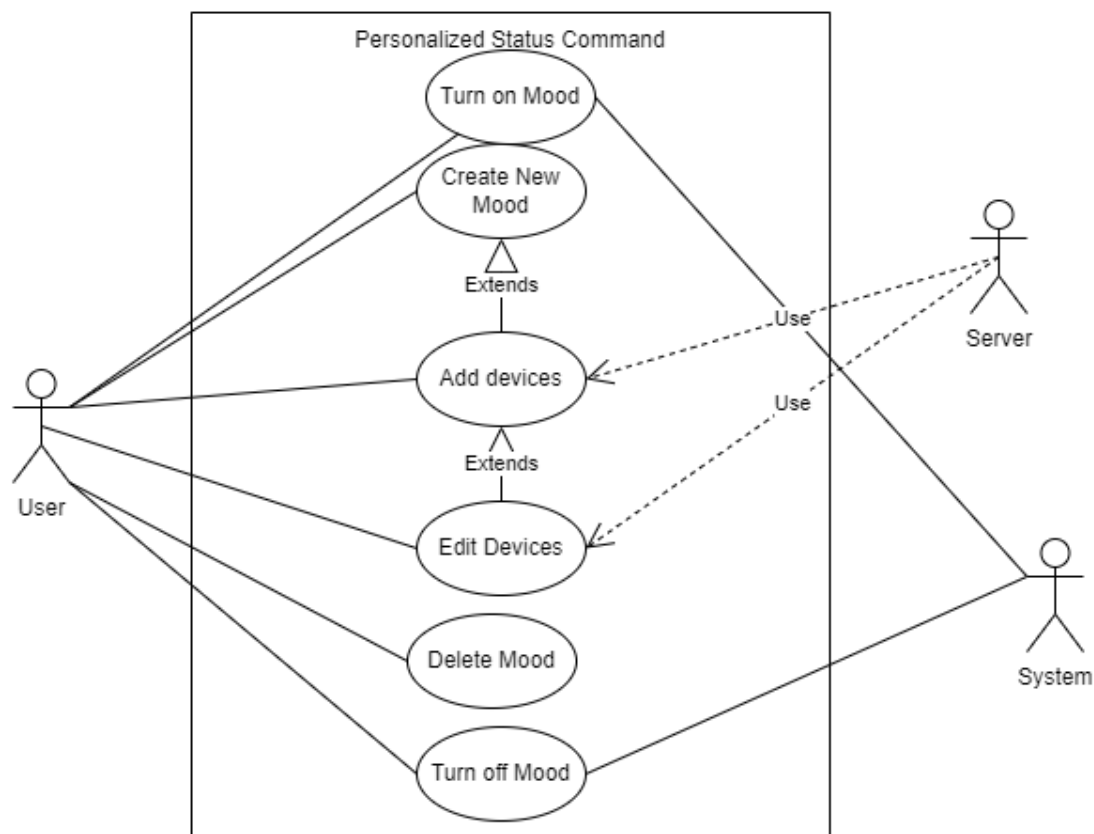 Personalized Status Command
Turn on Mood
Create New
Mood
Extends
Use
Server
Add devices
Use
Extends
User
Edit Devices
Delete Mood
System
Turn off Mood